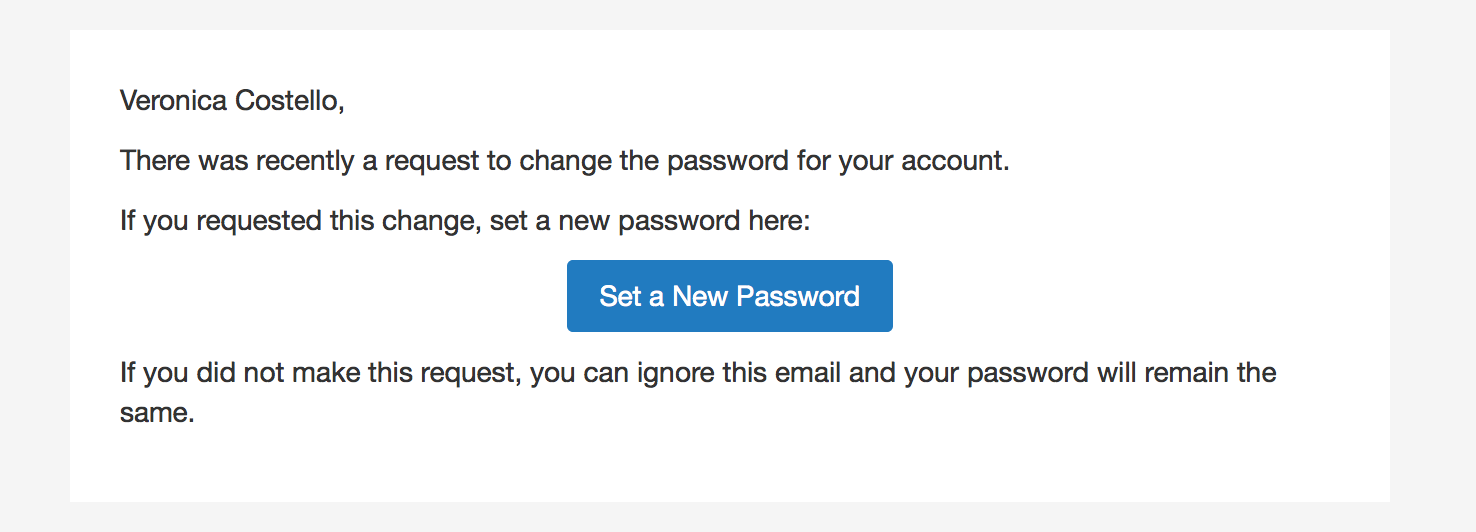 Veronica Costello,
There was recently a request to change the password for your account.
If you requested this change, set a new password here:
Set a New Password
If you did not make this request, you can ignore this email and your password will remain the
same.